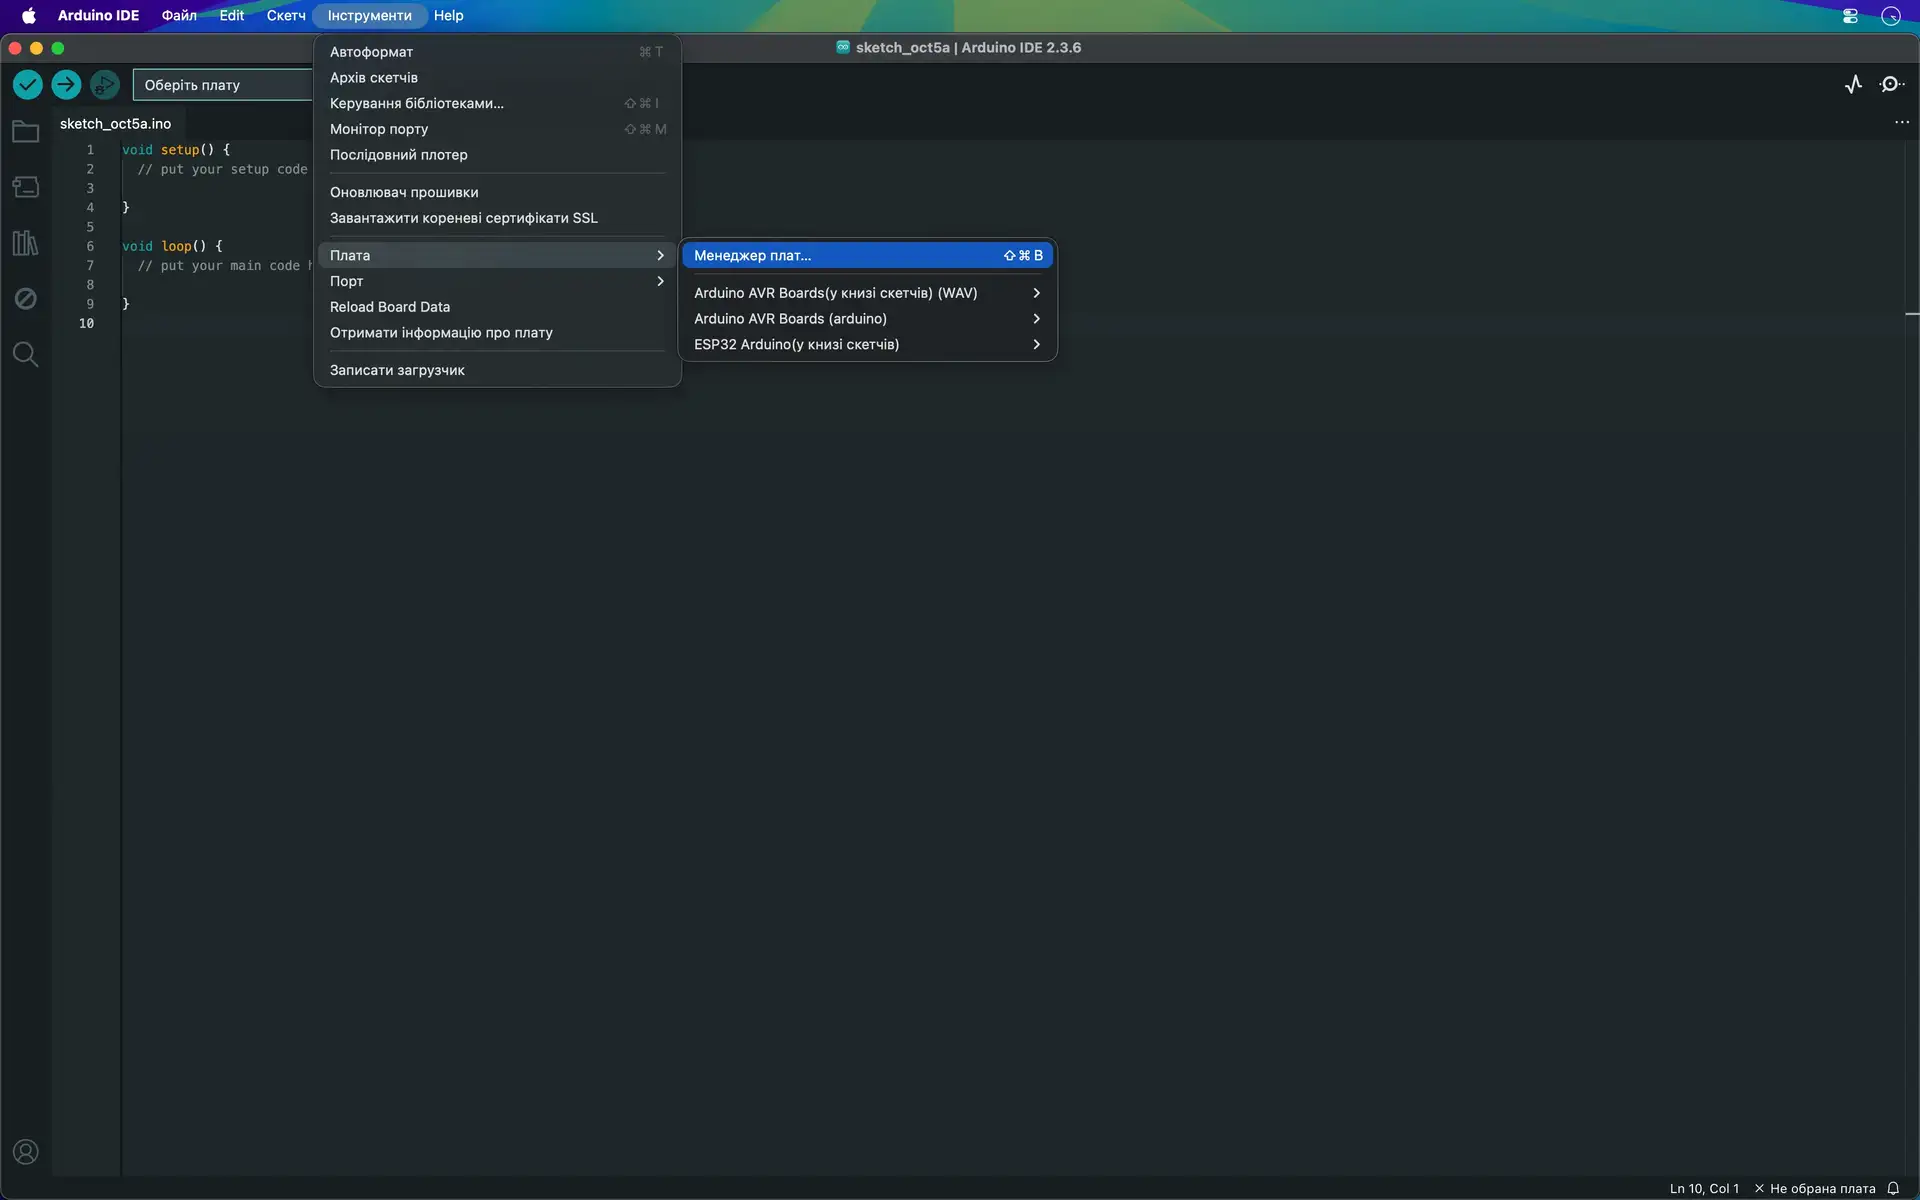 Arduino IDE Файл Edit Скетч Інструменти Help
sketch_oct5a | Arduino IDE 2.3.6
Оберіть плату
sketch_oct5a.ino
1 void setup() {
2 // put your setup code
3
4 }
5
6 void loop() {
7 // put your main code
8
9 }
10
Автоформат ⌘ T
Архів скетчів
Керування бібліотеками... ⇧ ⌘ I
Монітор порту ⇧ ⌘ M
Послідовний плотер
Оновлювач прошивки
Завантажити кореневі сертифікати SSL
Плата
Порт
Reload Board Data
Отримати інформацію про плату
Записати загрузчик
Менеджер плат... ⇧ ⌘ B
Arduino AVR Boards(у книзі скетчів) (WAV)
Arduino AVR Boards (arduino)
ESP32 Arduino(у книзі скетчів)
Ln 10, Col 1 × Не обрана плата